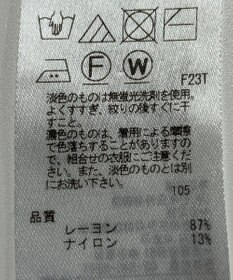 F
W
F23T
淡色のものは無蛍光洗剤を使用。
よくすすぎ、絞りの後すぐに干
すこと。
濃色のものは、着用による摩擦
で色落ちすることがありますの
で、組合せの衣服にご注意くだ
さい。また、淡色のものとは別
にお洗い下さい。
105
品質
レーヨン 87%
ナイロン 13%